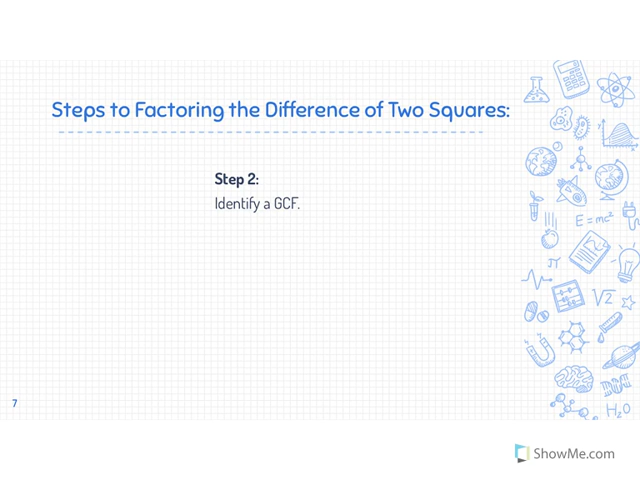 Steps to Factoring the Difference of Two Squares:
Step 2:
Identify a GCF.
Y
X
E=mc²
π
√2
7
H₂O
ShowMe.com